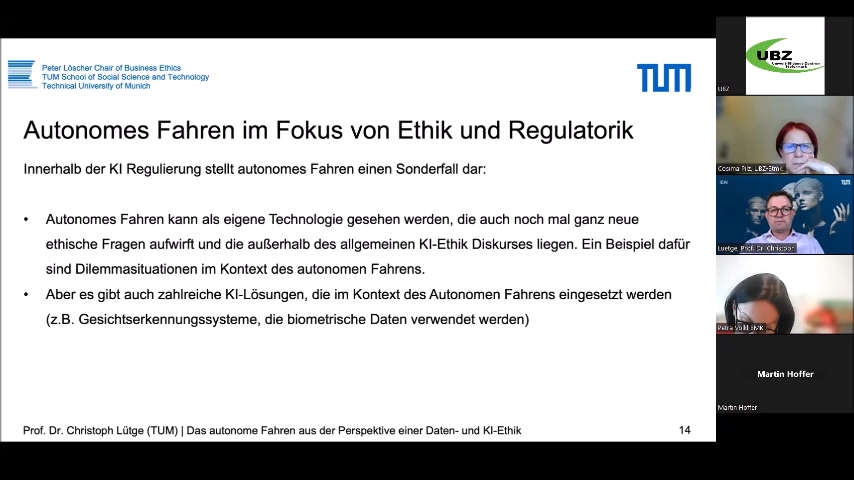 Peter Löscher Chair of Business Ethics
TUM School of Social Science and Technology
Technical University of Munich
TUM
Autonomes Fahren im Fokus von Ethik und Regulatorik
Innerhalb der KI Regulierung stellt autonomes Fahren einen Sonderfall dar:
• Autonomes Fahren kann als eigene Technologie gesehen werden, die auch noch mal ganz neue
ethische Fragen aufwirft und die außerhalb des allgemeinen KI-Ethik Diskurses liegen. Ein Beispiel dafür
sind Dilemmasituationen im Kontext des autonomen Fahrens.
• Aber es gibt auch zahlreiche KI-Lösungen, die im Kontext des Autonomen Fahrens eingesetzt werden
(z.B. Gesichtserkennungssysteme, die biometrische Daten verwendet werden)
Prof. Dr. Christoph Lütge (TUM) | Das autonome Fahren aus der Perspektive einer Daten- und KI-Ethik
14
UBZ
UBZ
Cosima Pilz, UBZ-Stmk
TUM
Luetge, Prof. Dr. Christoph
Petra Völkl BMK
Martin Hoffer
Martin Hoffer